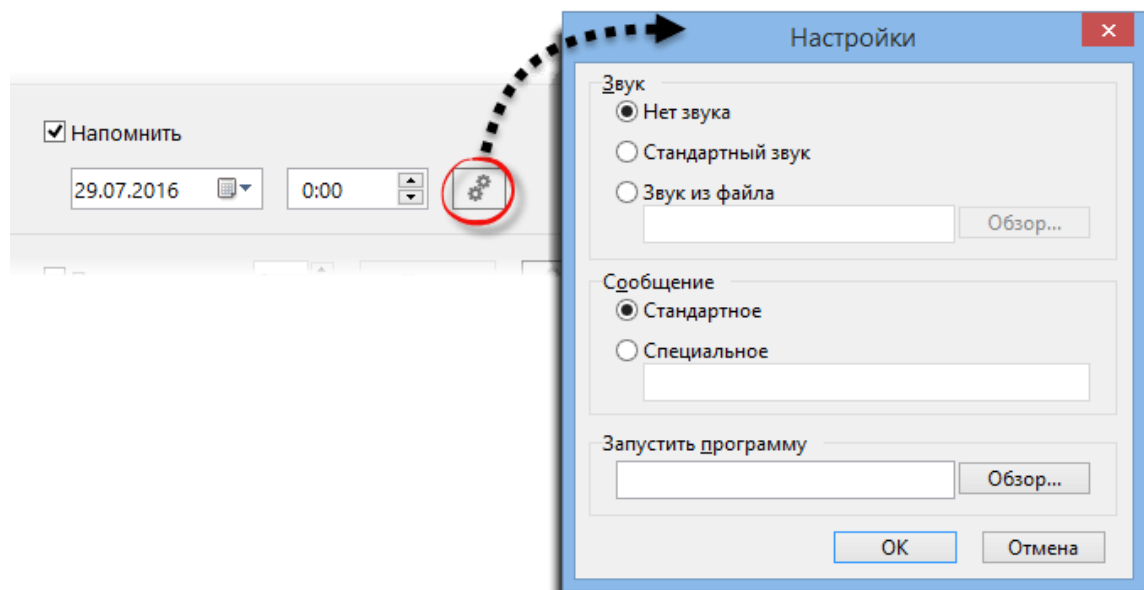 Напомнить
29.07.2016
0:00
Настройки
Звук
Нет звука
Стандартный звук
Звук из файла
Обзор...
Сообщение
Стандартное
Специальное
Запустить программу
Обзор...
ОК
Отмена